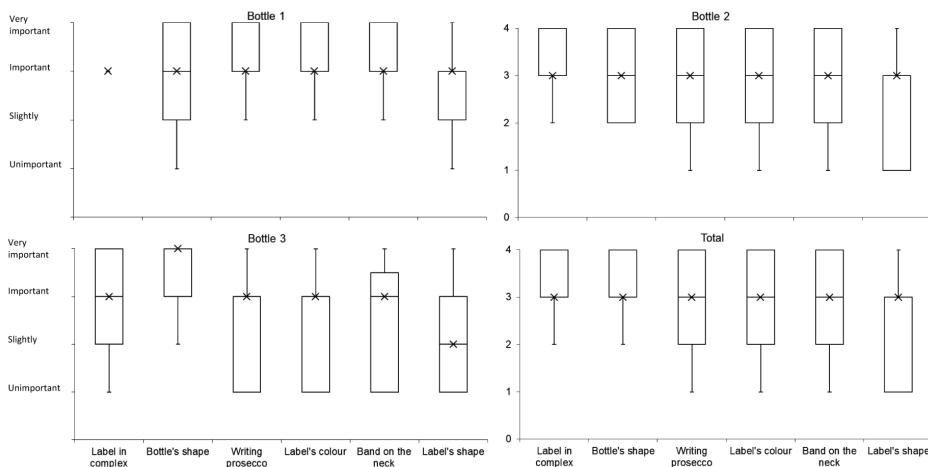 Bottle 1
Very
important
Important
Slightly
Unimportant
Bottle 2
4
3
2
1
0
Bottle 3
Very
important
Important
Slightly
Unimportant
Label in
complex
Bottle's shape
Writing
prosecco
Label's colour
Band on the
neck
Label's shape
Total
4
3
2
1
0
Label in
complex
Bottle's shape
Writing
prosecco
Label's colour
Band on the
neck
Label's shape